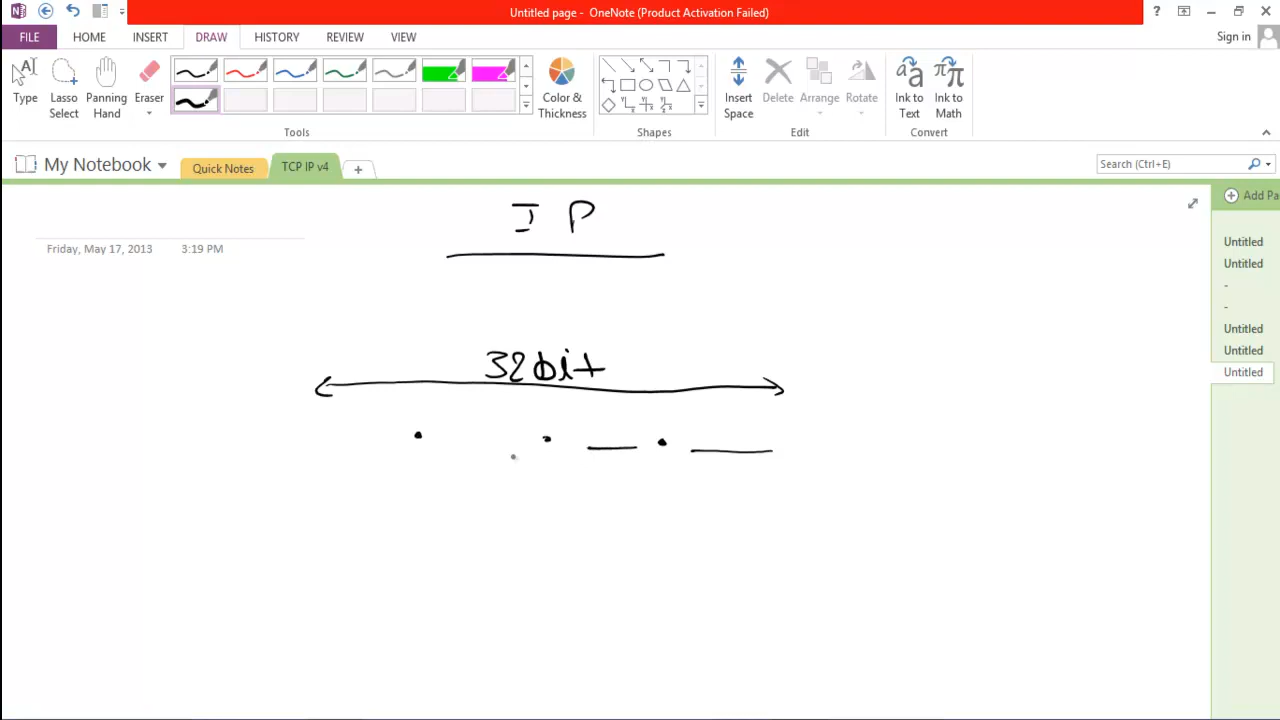 Untitled page - OneNote (Product Activation Failed)
?
FILE HOME INSERT DRAW HISTORY REVIEW VIEW
Sign in
Type
Lasso Select
Panning Hand
Eraser
Color & Thickness
Insert Space
Delete
Arrange
Rotate
Ink to Text
Ink to Math
Tools
Shapes
Edit
Convert
My Notebook
Quick Notes
TCP IP v4
+
Search (Ctrl+E)
Add Pa
Untitled
Untitled
-
-
Untitled
Untitled
Untitled
I P
Friday, May 17, 2013 3:19 PM
32bit